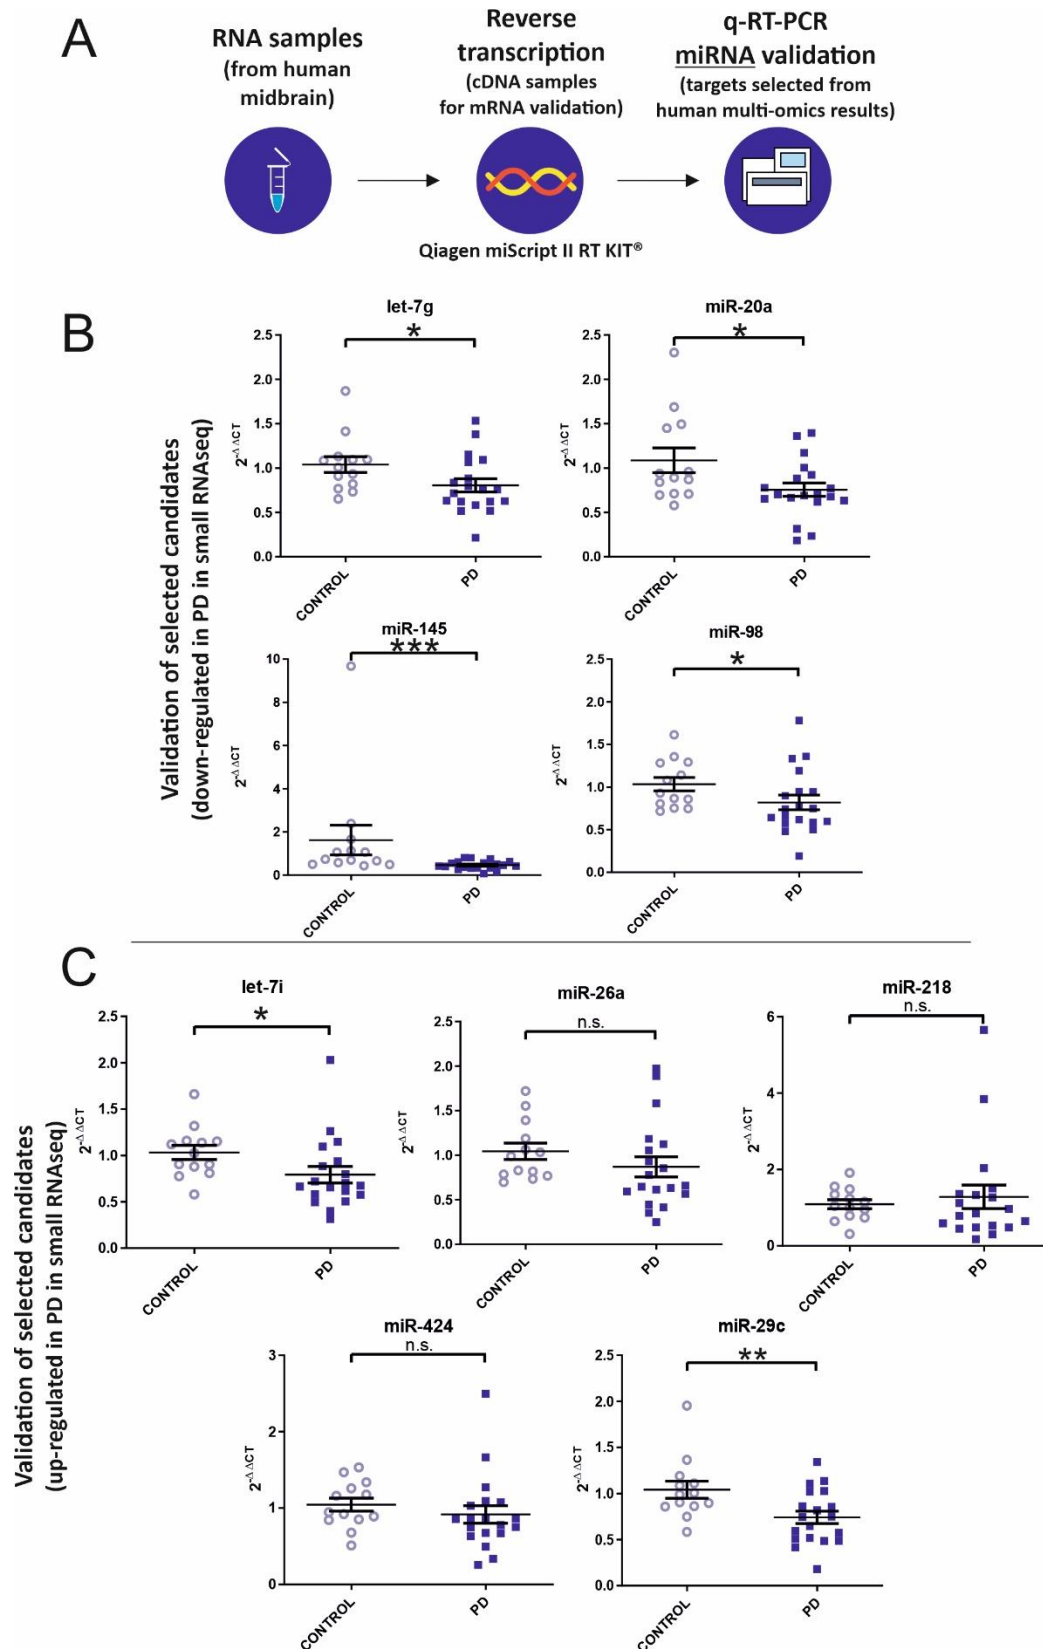 A
RNA samples
(from human
midbrain)
Reverse
transcription
(cDNA samples
for mRNA validation)
q-RT-PCR
miRNA validation
(targets selected from
human multi-omics results)
Qiagen miScript II RT KIT®
B
Validation of selected candidates
(down-regulated in PD in small RNAseq)
let-7g
*
2.5
2.0
1.5
1.0
0.5
0.0
2^-ΔΔCT
CONTROL
PD
miR-20a
*
2.5
2.0
1.5
1.0
0.5
0.0
2^-ΔΔCT
CONTROL
PD
miR-145
***
10
8
6
4
2
0
2^-ΔΔCT
CONTROL
PD
miR-98
*
2.5
2.0
1.5
1.0
0.5
0.0
2^-ΔΔCT
CONTROL
PD
C
Validation of selected candidates
(up-regulated in PD in small RNAseq)
let-7i
*
2.5
2.0
1.5
1.0
0.5
0.0
2^-ΔΔCT
CONTROL
PD
miR-26a
n.s.
2.5
2.0
1.5
1.0
0.5
0.0
2^-ΔΔCT
CONTROL
PD
miR-218
n.s.
6
4
2
0
2^-ΔΔCT
CONTROL
PD
miR-424
n.s.
3
2
1
0
2^-ΔΔCT
CONTROL
PD
miR-29c
**
2.5
2.0
1.5
1.0
0.5
0.0
2^-ΔΔCT
CONTROL
PD